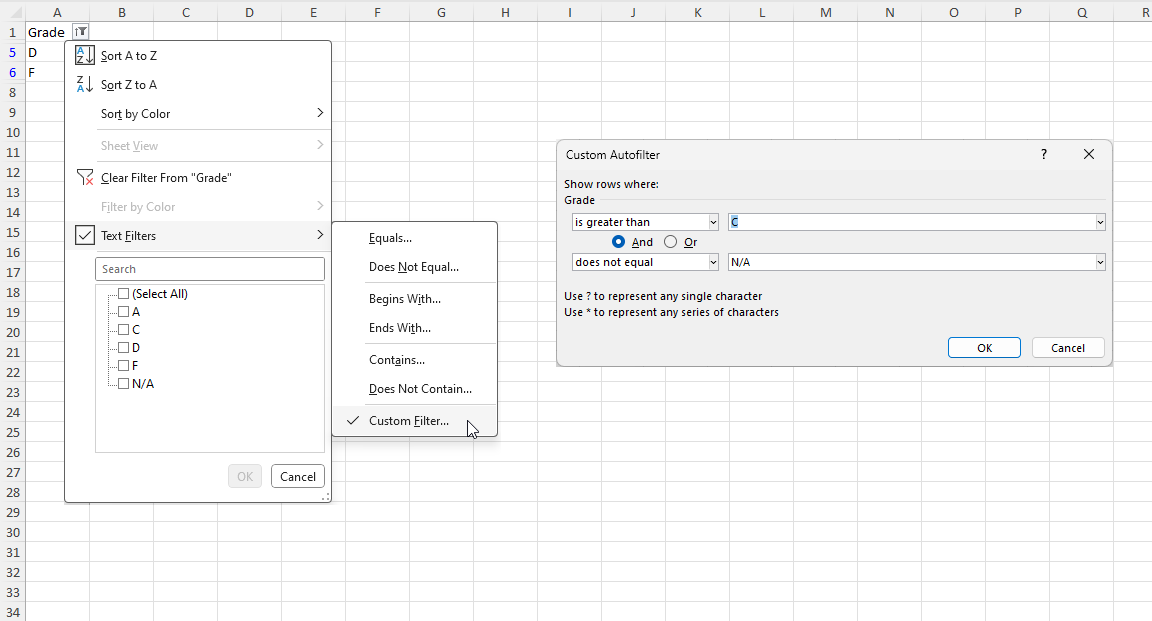 A B C D E F G H I J K L M N O P Q R
1 Grade
5 D
6 F
8
9
10
11
12
13
14
15
16
17
18
19
20
21
22
23
24
25
26
27
28
29
30
31
32
33
34
Sort A to Z
Sort Z to A
Sort by Color
Sheet View
Clear Filter From "Grade"
Filter by Color
Text Filters
Search
(Select All)
A
C
D
F
N/A
OK Cancel
Equals...
Does Not Equal...
Begins With...
Ends With...
Contains...
Does Not Contain...
Custom Filter...
Custom Autofilter ?
Show rows where:
Grade
is greater than C
And Or
does not equal N/A
Use ? to represent any single character
Use * to represent any series of characters
OK Cancel